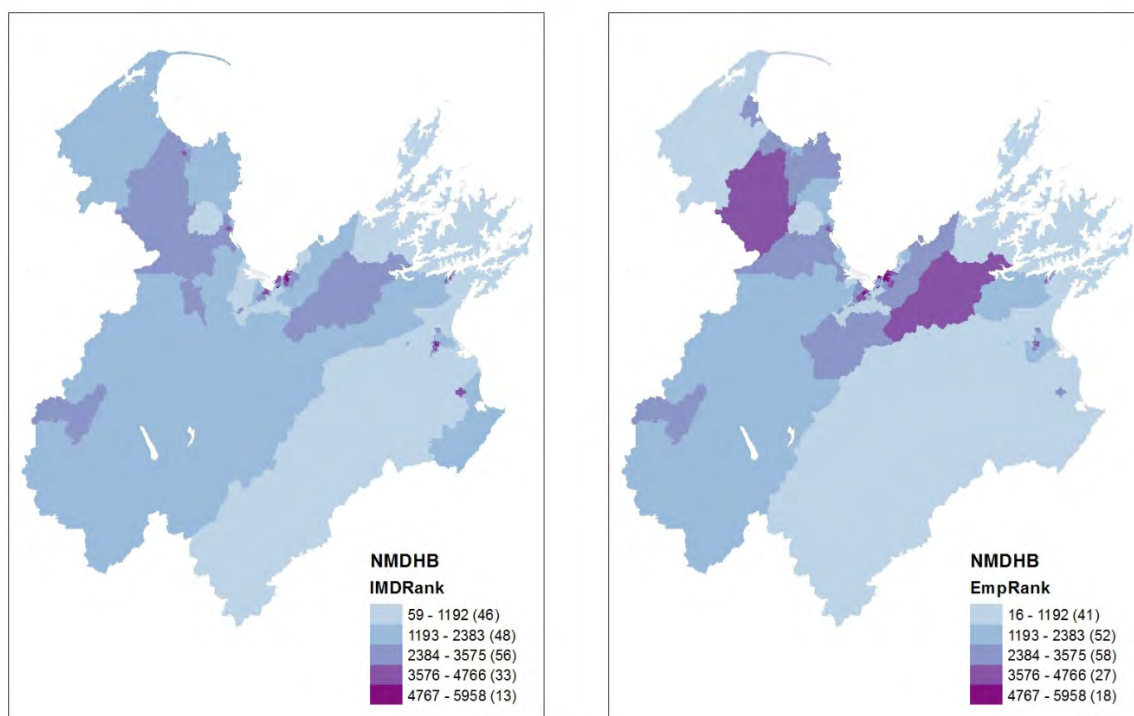 NMDHB
IMDRank
59 - 1192 (46)
1193 - 2383 (48)
2384 - 3575 (56)
3576 - 4766 (33)
4767 - 5958 (13)
NMDHB
EmpRank
16 - 1192 (41)
1193 - 2383 (52)
2384 - 3575 (58)
3576 - 4766 (27)
4767 - 5958 (18)